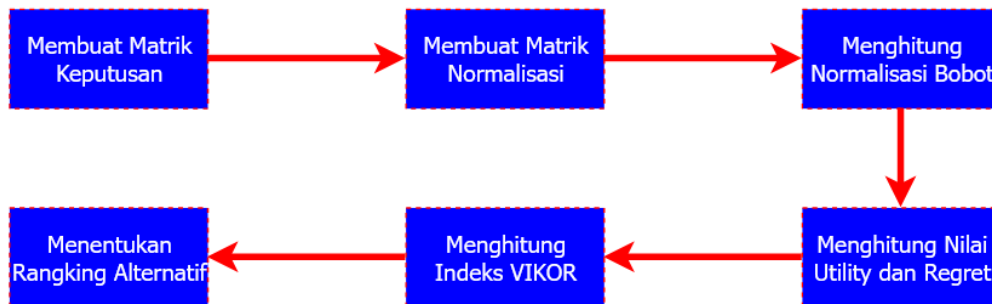 Membuat Matrik
Keputusan
Membuat Matrik
Normalisasi
Menghitung
Normalisasi Bobot
Menghitung Nilai
Utility dan Regret
Menghitung
Indeks VIKOR
Menentukan
Rangking Alternatif